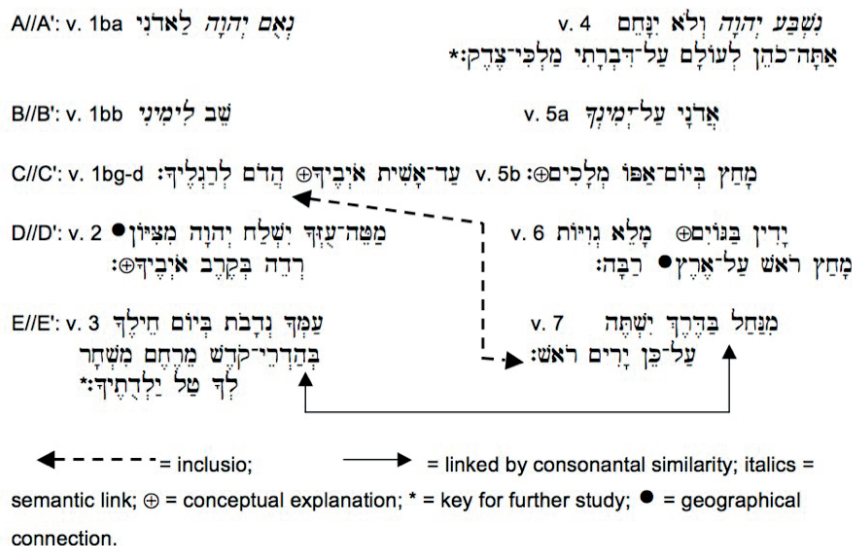 A//A': v. 1ba נְאֻם יְהוָה לַאדֹנִי v. 4 נִשְׁבַּע יְהוָה וְלֹא יִנָּחֵם
אַתָּה־כֹהֵן לְעוֹלָם עַל־דִּבְרָתִי מַלְכִּי־צֶדֶק׃*
B//B': v. 1bb שֵׁב לִימִינִי v. 5a אֲדֹנָי עַל־יְמִינְךָ
C//C': v. 1bg-d עַד־אָשִׁית אֹיְבֶיךָ⊕ הֲדֹם לְרַגְלֶיךָ׃ v. 5b מָחַץ בְּיוֹם־אַפּוֹ מְלָכִים⊕׃
D//D': v. 2 מַטֵּה־עֻזְּךָ יִשְׁלַח יְהוָה מִצִּיּוֹן● v. 6 יָדִין בַּגּוֹיִם⊕ מָלֵא גְוִיּוֹת
רְדֵה בְּקֶרֶב אֹיְבֶיךָ⊕׃ מָחַץ רֹאשׁ עַל־אֶרֶץ● רַבָּה׃
E//E': v. 3 עַמְּךָ נְדָבֹת בְּיוֹם חֵילֶךָ v. 7 מִנַּחַל בַּדֶּרֶךְ יִשְׁתֶּה
בְּהַדְרֵי־קֹדֶשׁ מֵרֶחֶם מִשְׁחָר עַל־כֵּן יָרִים רֹאשׁ׃
לְךָ טַל יַלְדֻתֶיךָ׃*
= inclusio; = linked by consonantal similarity; italics =
semantic link; ⊕ = conceptual explanation; * = key for further study; ● = geographical
connection.